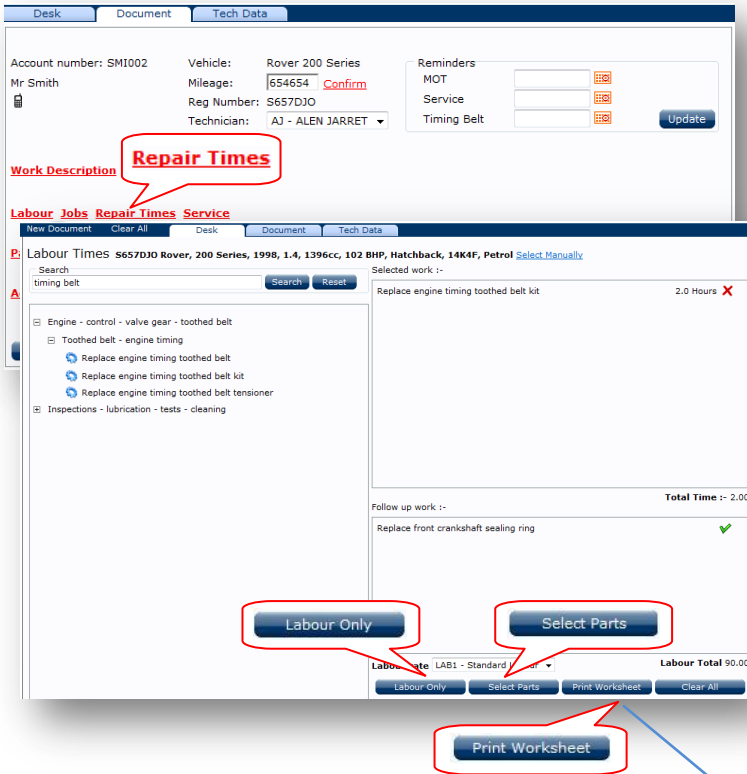 Desk Document Tech Data
Account number: SMI002 Vehicle: Rover 200 Series Reminders
Mr Smith Mileage: 654654 Confirm MOT
Reg Number: S657DJO Service
Technician: AJ - ALEN JARRET Timing Belt Update
Repair Times
Work Description
Labour Jobs Repair Times Service
New Document Clear All Desk Document Tech Data
Labour Times S657DJO Rover, 200 Series, 1998, 1.4, 1396cc, 102 BHP, Hatchback, 14K4F, Petrol Select Manually
Search Selected work :-
timing belt Search Reset
Replace engine timing toothed belt kit 2.0 Hours
Engine - control - valve gear - toothed belt
Toothed belt - engine timing
Replace engine timing toothed belt
Replace engine timing toothed belt kit
Replace engine timing toothed belt tensioner
Inspections - lubrication - tests - cleaning
Total Time :- 2.00
Follow up work :-
Replace front crankshaft sealing ring
Labour Only Select Parts
LAB1 - Standard Labour Total 90.00
Labour Only Select Parts Print Worksheet Clear All
Print Worksheet